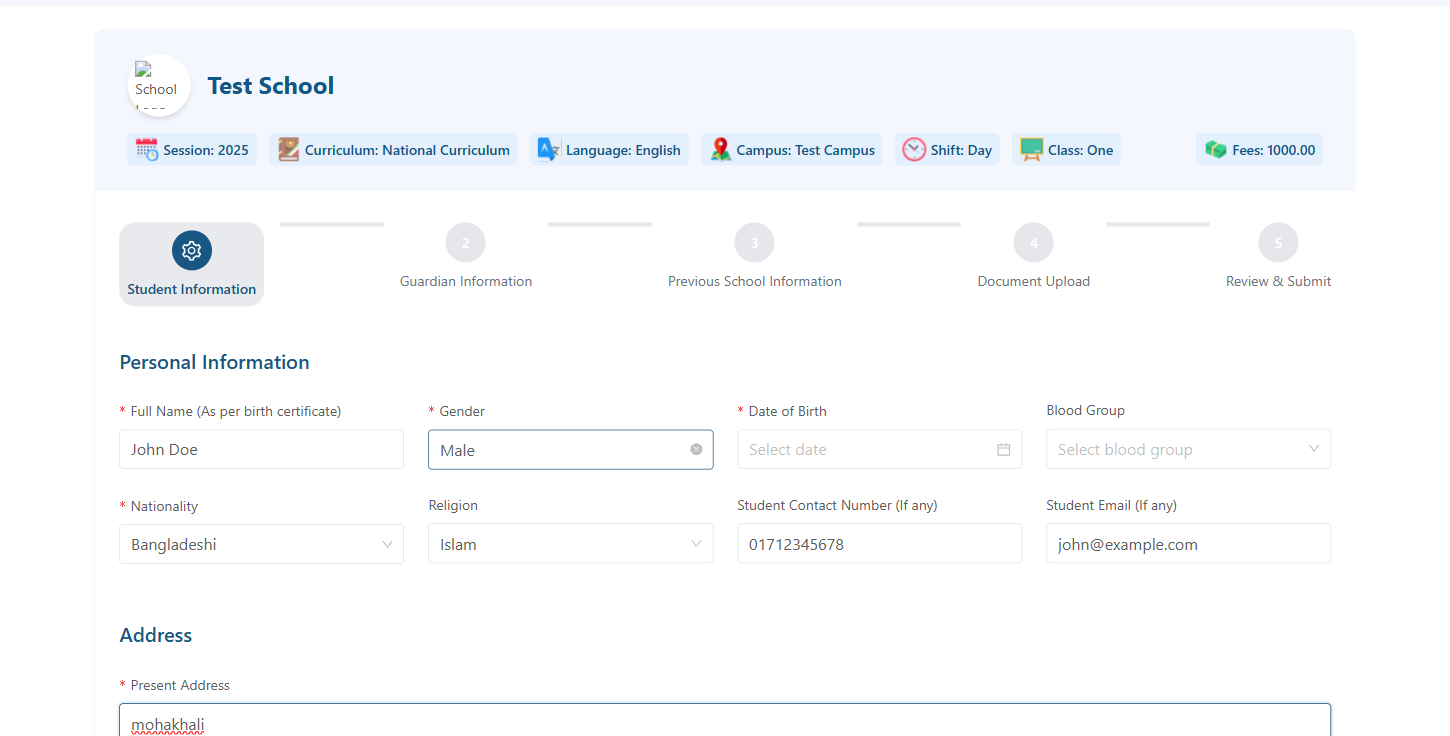 School
Test School
Session: 2025
Curriculum: National Curriculum
Language: English
Campus: Test Campus
Shift: Day
Class: One
Fees: 1000.00
2
3
4
5
Student Information
Guardian Information
Previous School Information
Document Upload
Review & Submit
Personal Information
* Full Name (As per birth certificate)
* Gender
* Date of Birth
Blood Group
John Doe
Male
Select date
Select blood group
* Nationality
Religion
Student Contact Number (If any)
Student Email (If any)
Bangladeshi
Islam
01712345678
john@example.com
Address
* Present Address
mohakhali